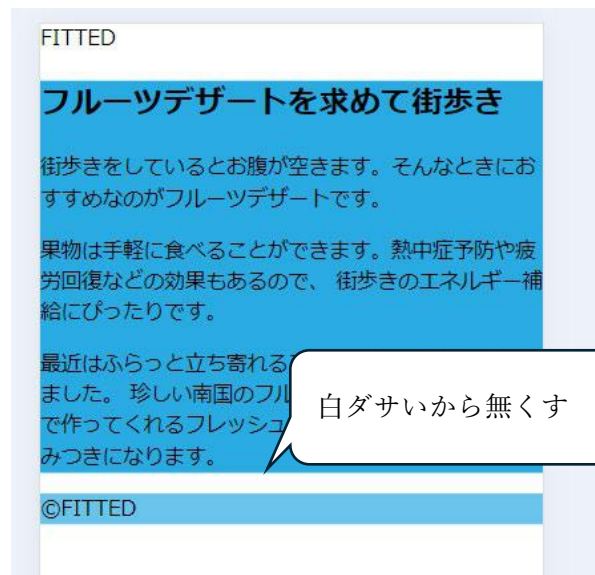 FITTED
フルーツデザートを求めて街歩き
街歩きをしているとお腹が空きます。そんなときにお
すすめなのがフルーツデザートです。
果物は手軽に食べることができます。熱中症予防や疲
労回復などの効果もあるので、 街歩きのエネルギー補
給にぴったりです。
最近はふらっと立ち寄れる
ました。 珍しい南国のフル
で作ってくれるフレッシュ
みつきになります。
白ダサいから無くす
©FITTED